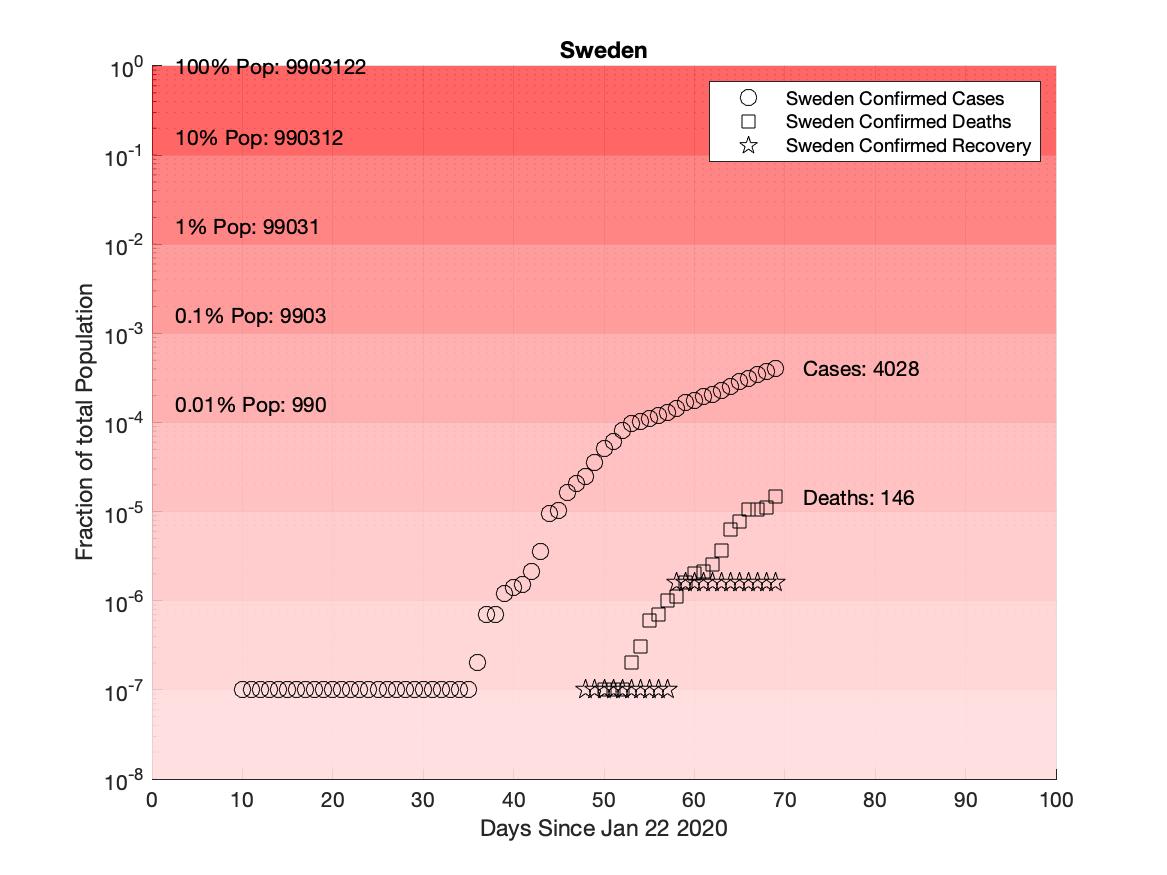 Sweden
10^0
100% Pop: 9903122
Sweden Confirmed Cases
Sweden Confirmed Deaths
Sweden Confirmed Recovery
10% Pop: 990312
10^-1
1% Pop: 99031
10^-2
0.1% Pop: 9903
10^-3
Cases: 4028
0.01% Pop: 990
10^-4
Deaths: 146
10^-5
10^-6
10^-7
10^-8
Fraction of total Population
0 10 20 30 40 50 60 70 80 90 100
Days Since Jan 22 2020